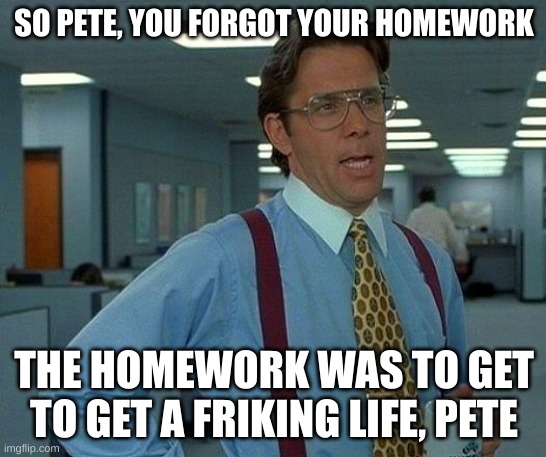 SO PETE, YOU FORGOT YOUR HOMEWORK
THE HOMEWORK WAS TO GET
TO GET A FRIKING LIFE, PETE
imgflip.com